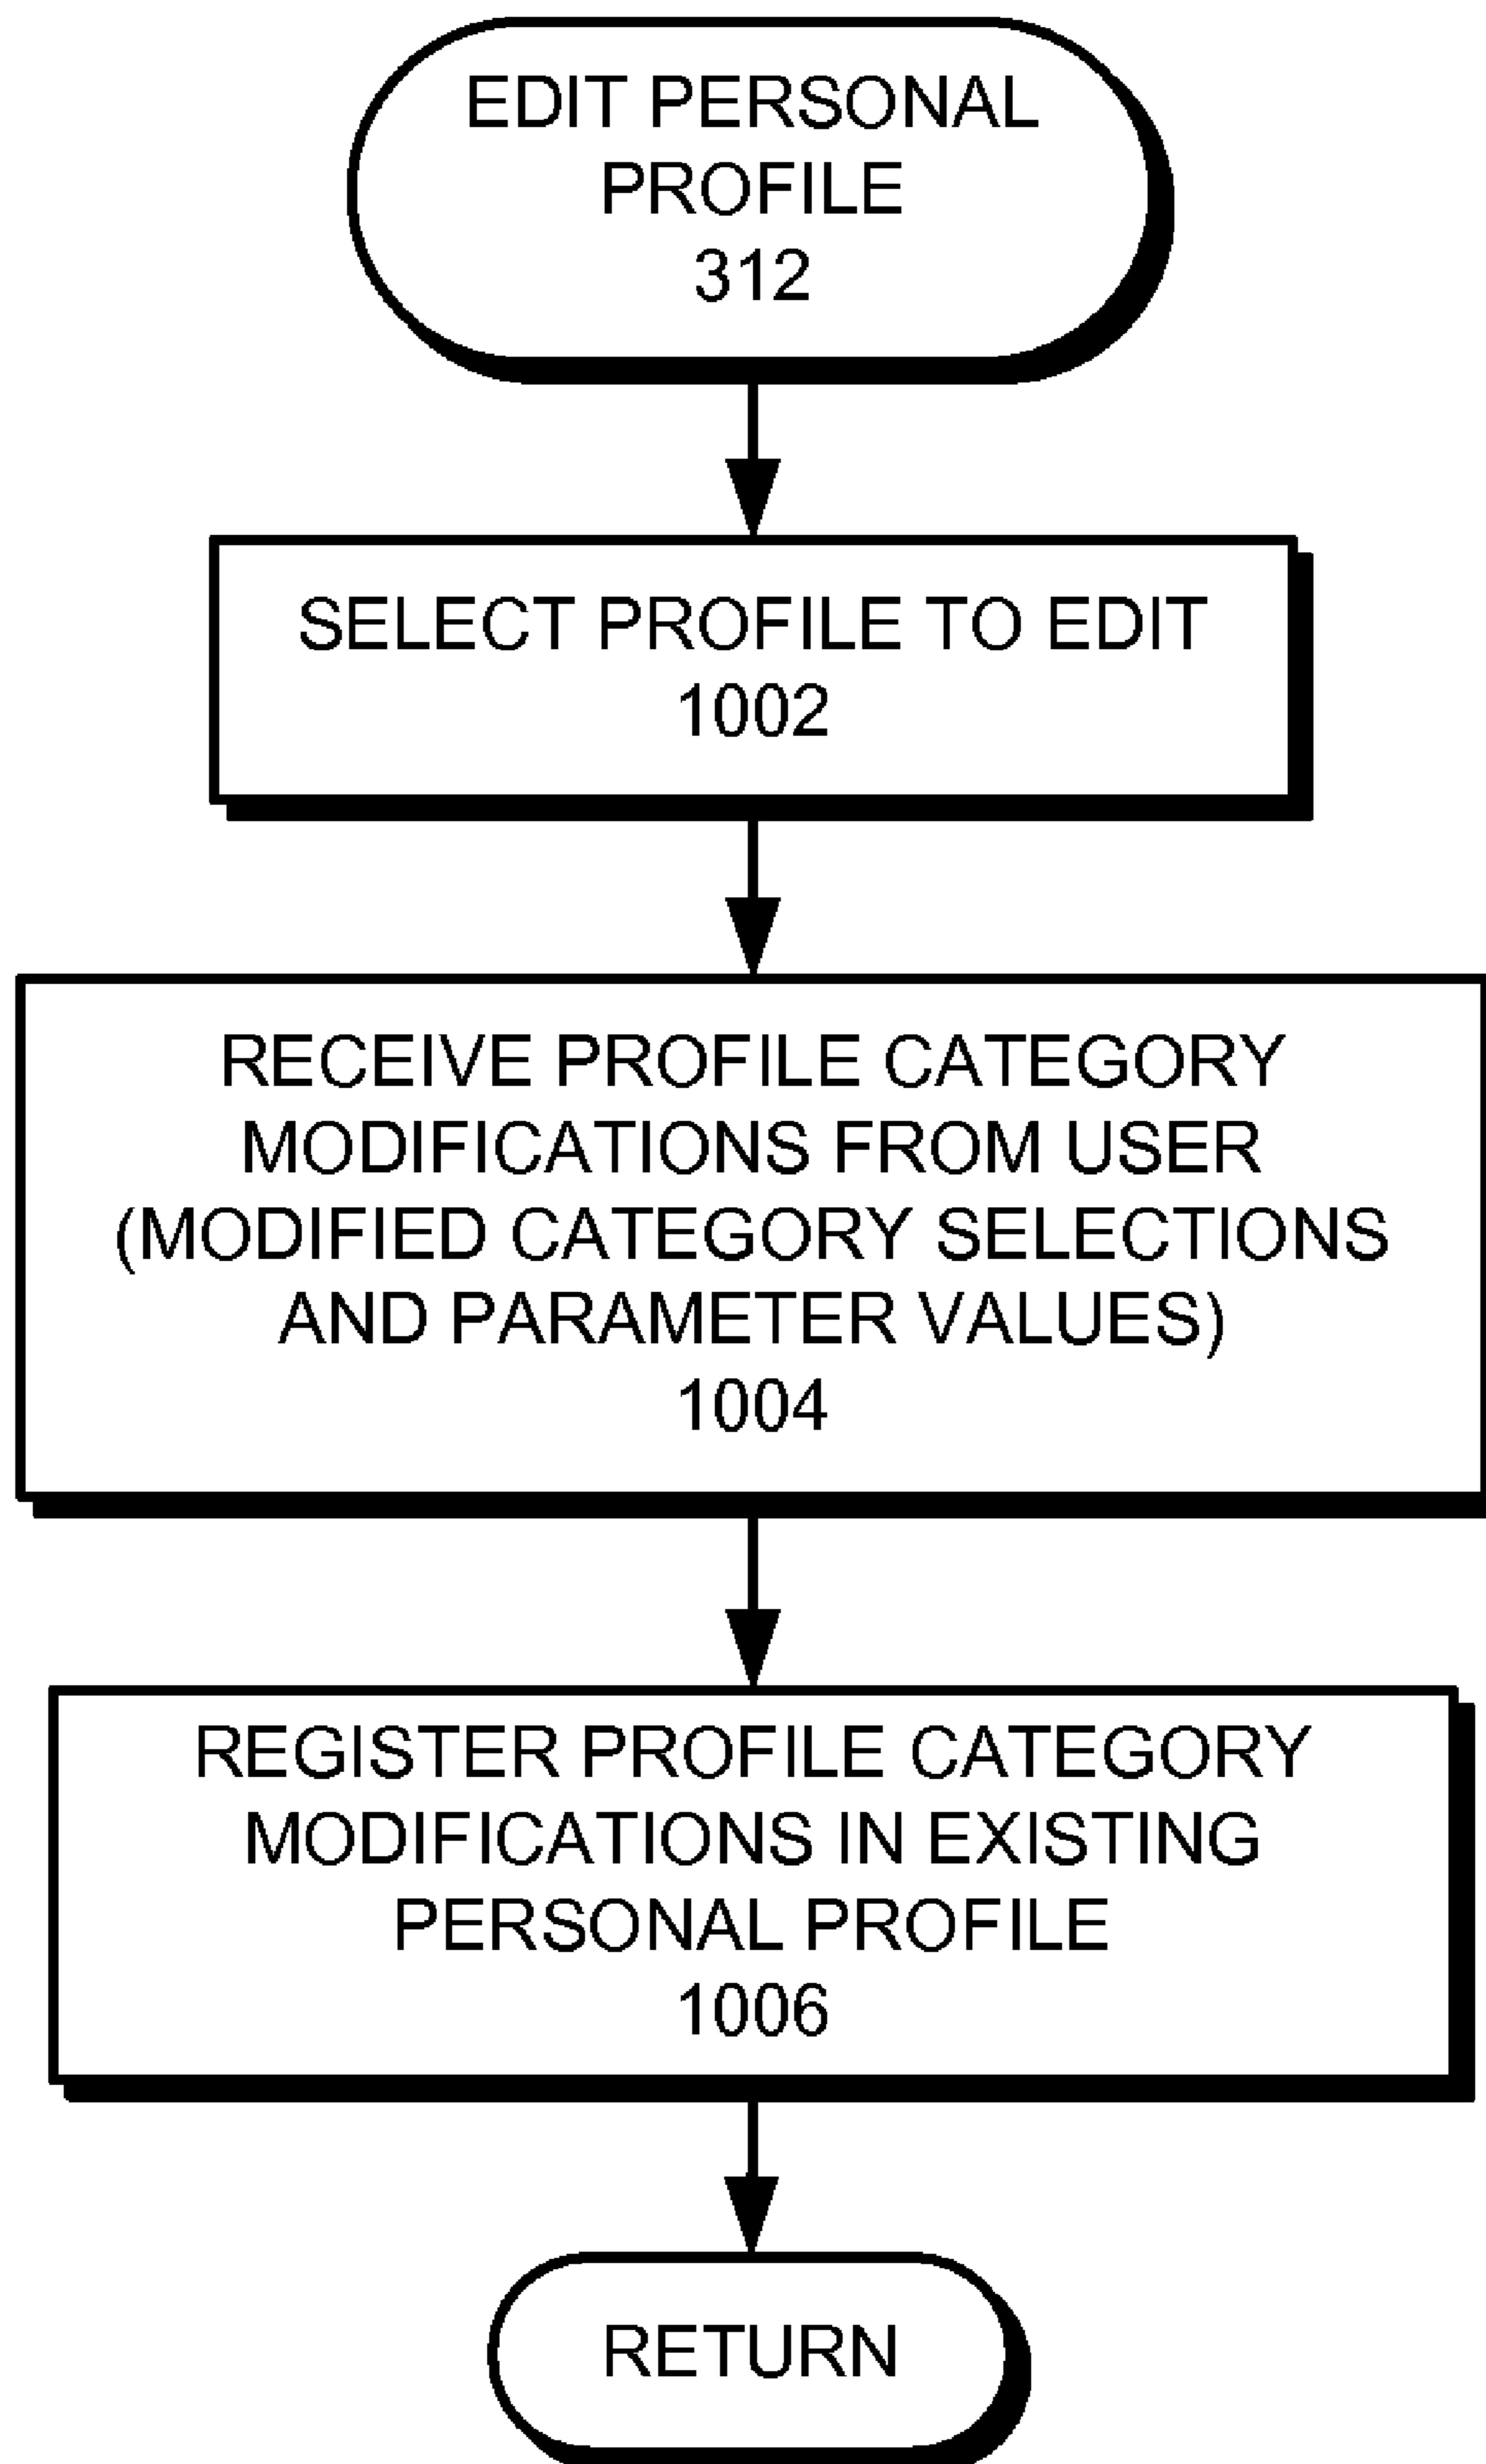 EDIT PERSONAL
PROFILE
312
SELECT PROFILE TO EDIT
1002
RECEIVE PROFILE CATEGORY
MODIFICATIONS FROM USER
(MODIFIED CATEGORY SELECTIONS
AND PARAMETER VALUES)
1004
REGISTER PROFILE CATEGORY
MODIFICATIONS IN EXISTING
PERSONAL PROFILE
1006
RETURN